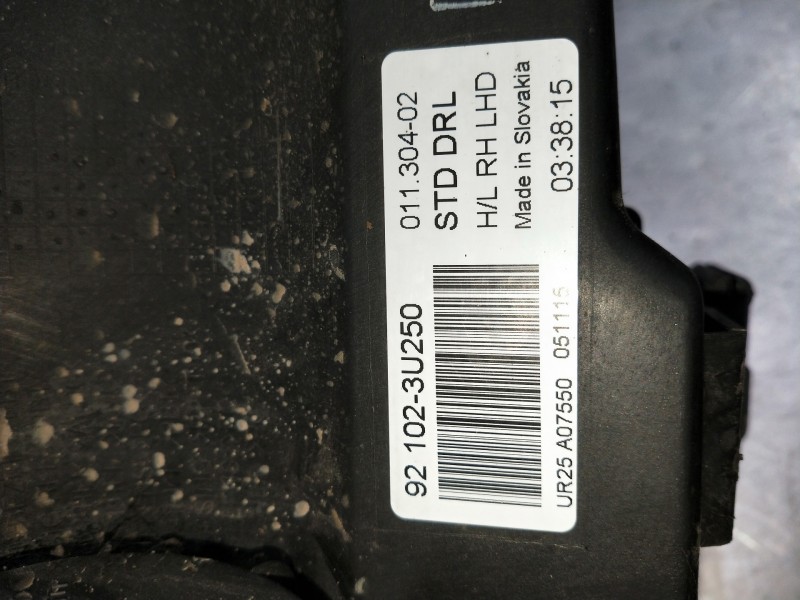 92 102-3U250 011.304-02
STD DRL
H/L RH LHD
Made in Slovakia
UR25 A07550 051115 03:38:15